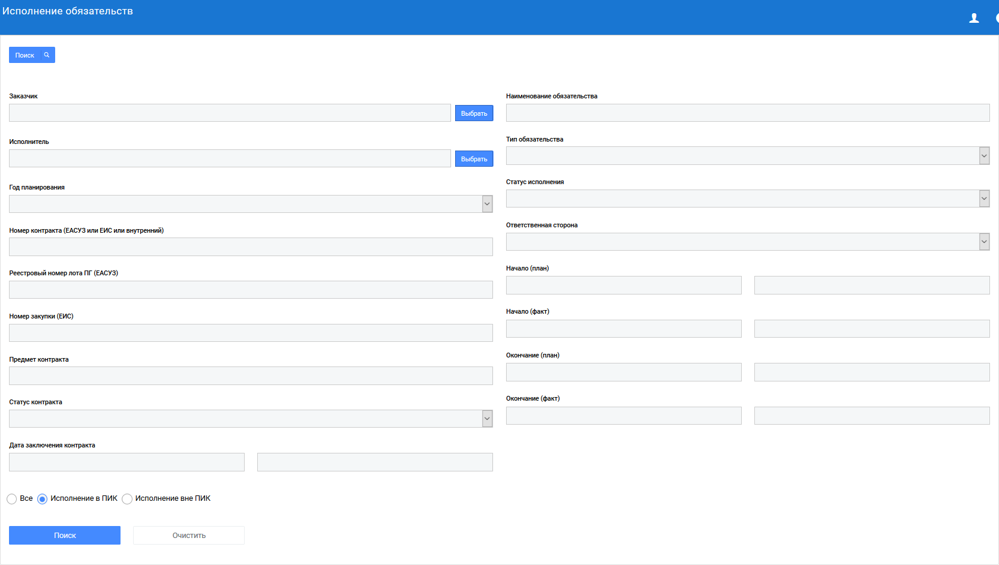 Исполнение обязательств
Поиск
Заказчик
Выбрать
Исполнитель
Выбрать
Год планирования
Номер контракта (ЕАСУЗ или ЕИС или внутренний)
Реестровый номер лота ПГ (ЕАСУЗ)
Номер закупки (ЕИС)
Предмет контракта
Статус контракта
Дата заключения контракта
Наименование обязательства
Тип обязательства
Статус исполнения
Ответственная сторона
Начало (план)
Начало (факт)
Окончание (план)
Окончание (факт)
Все Исполнение в ПИК Исполнение вне ПИК
Поиск Очистить